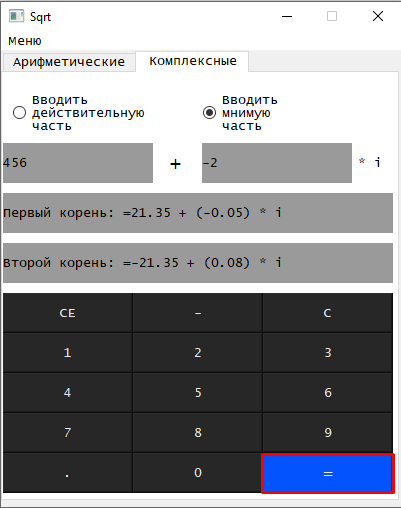 Sqrt
Меню
Арифметические Комплексные
Вводить действительную часть
Вводить мнимую часть
456 + -2 * i
Первый корень: =21.35 + (-0.05) * i
Второй корень: =-21.35 + (0.08) * i
CE - C
1 2 3
4 5 6
7 8 9
. 0 =